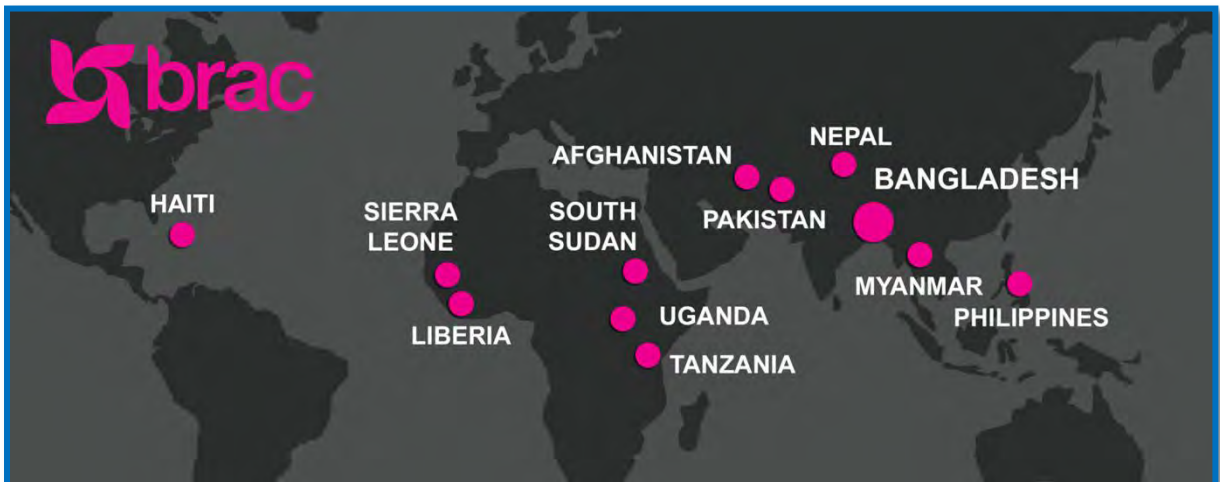 brac
NEPAL
AFGHANISTAN
BANGLADESH
HAITI
SIERRA
LEONE
SOUTH
SUDAN
PAKISTAN
MYANMAR
UGANDA
PHILIPPINES
LIBERIA
TANZANIA